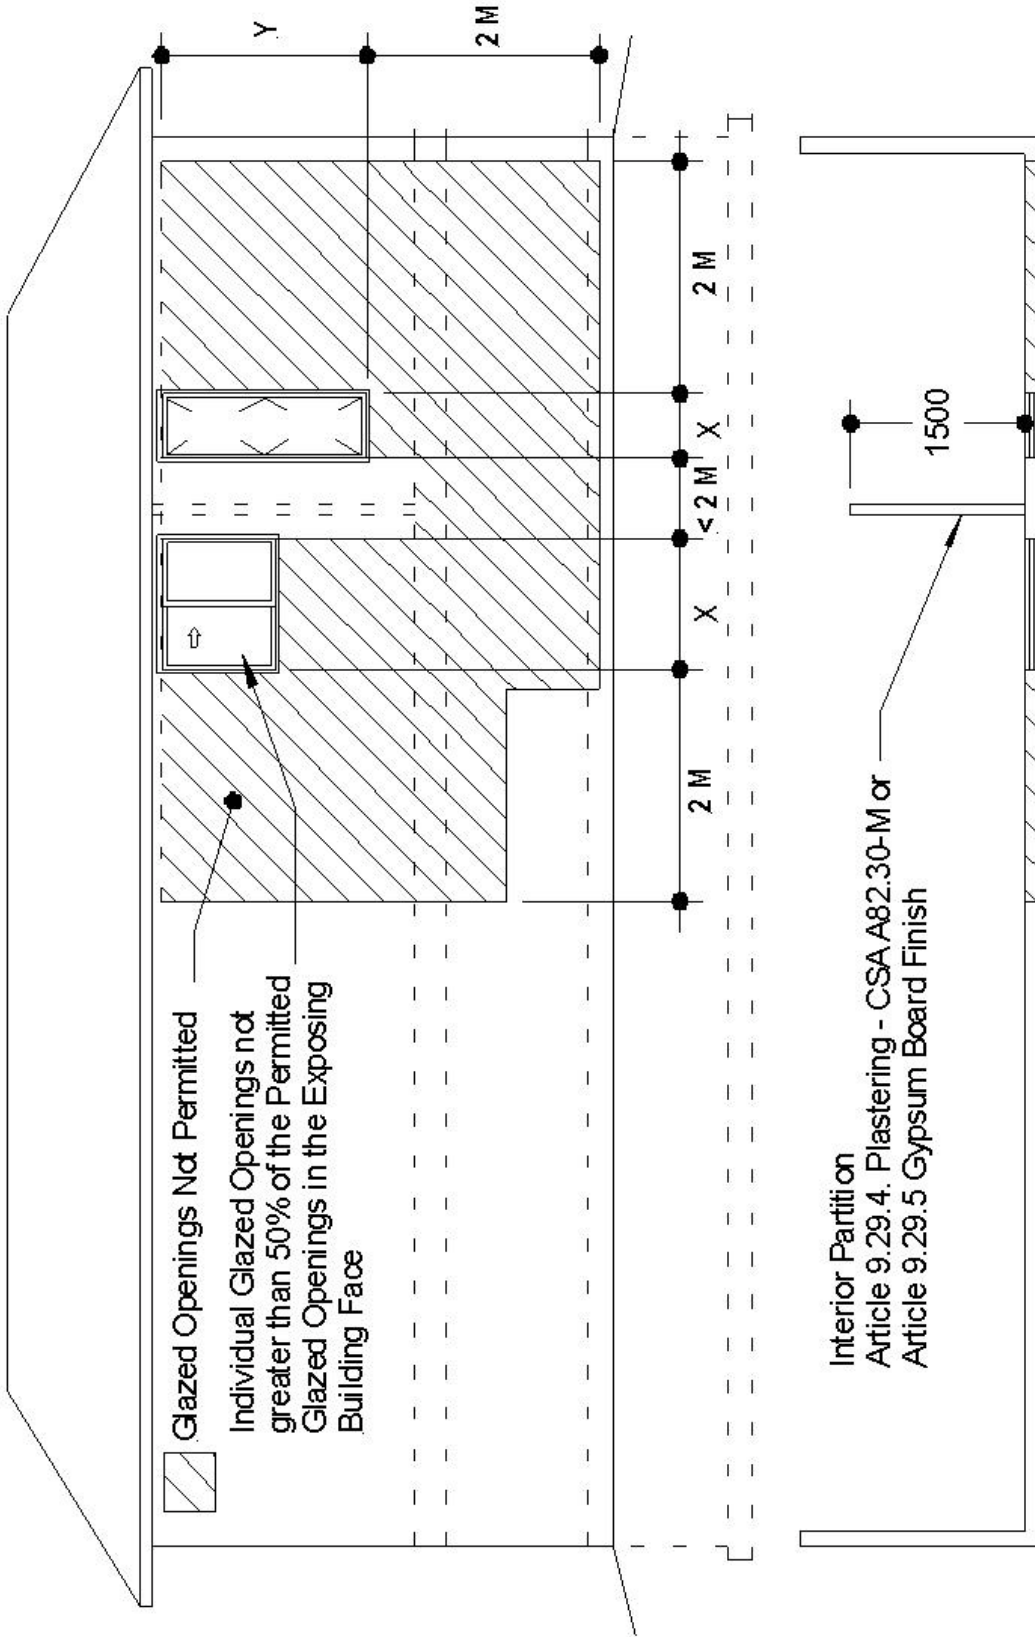 Y
2 M
Glazed Openings Not Permitted
Individual Glazed Openings not
greater than 50% of the Permitted
Glazed Openings in the Exposing
Building Face
2 M
X
< 2 M
X
2 M
1500
Interior Partition
Article 9.29.4. Plastering - CSA A82.30-M or
Article 9.29.5 Gypsum Board Finish